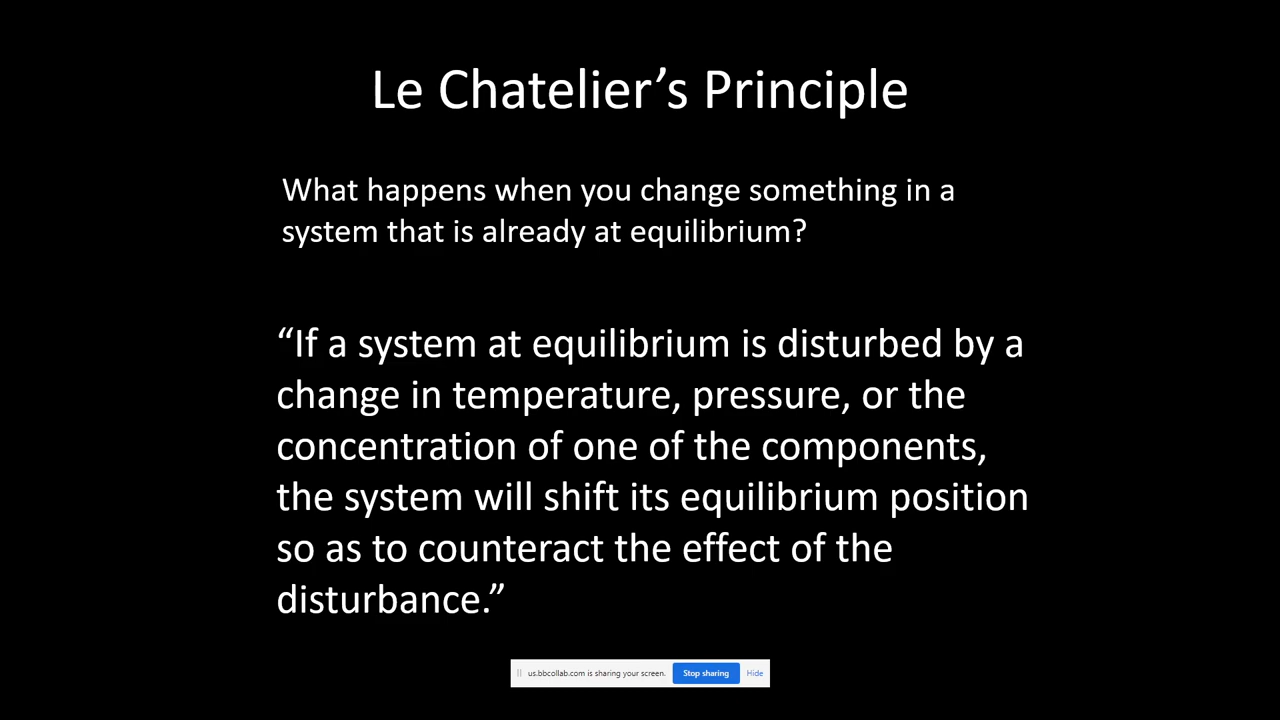 Le Chatelier’s Principle
What happens when you change something in a
system that is already at equilibrium?
“If a system at equilibrium is disturbed by a
change in temperature, pressure, or the
concentration of one of the components,
the system will shift its equilibrium position
so as to counteract the effect of the
disturbance.”
us.bbcollab.com is sharing your screen. Stop sharing Hide